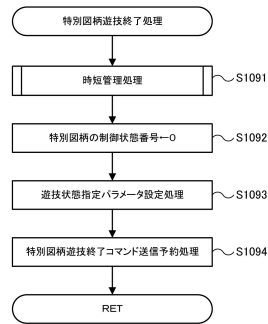 特別図柄遊技終了処理
時短管理処理
S1091
特別図柄の制御状態番号←0
S1092
遊技状態指定パラメータ設定処理
S1093
特別図柄遊技終了コマンド送信予約処理
S1094
RET